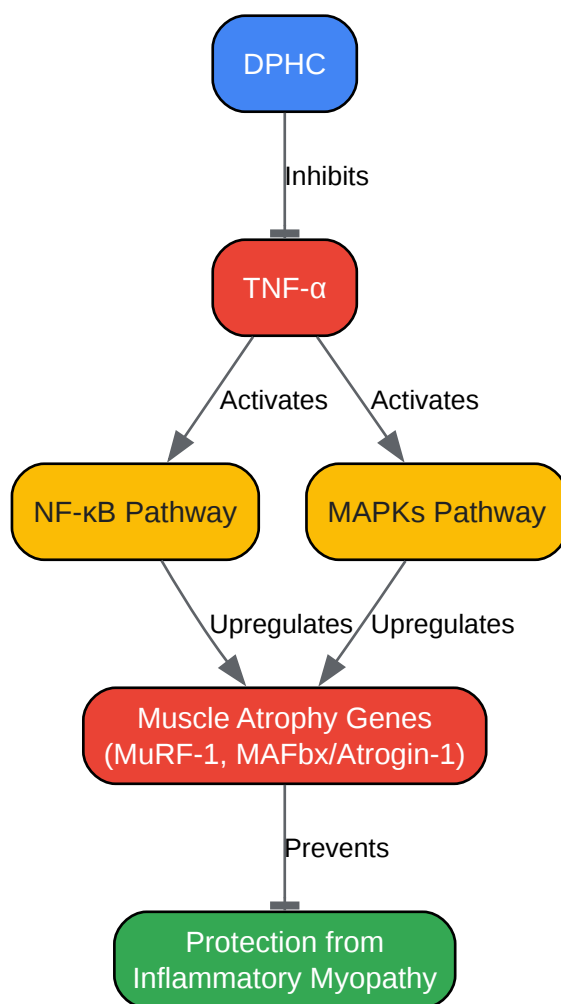 DPHC
Inhibits
TNF-α
Activates
Activates
NF-κB Pathway
MAPKs Pathway
Upregulates
Upregulates
Muscle Atrophy Genes
(MuRF-1, MAFbx/Atrogin-1)
Prevents
Protection from
Inflammatory Myopathy